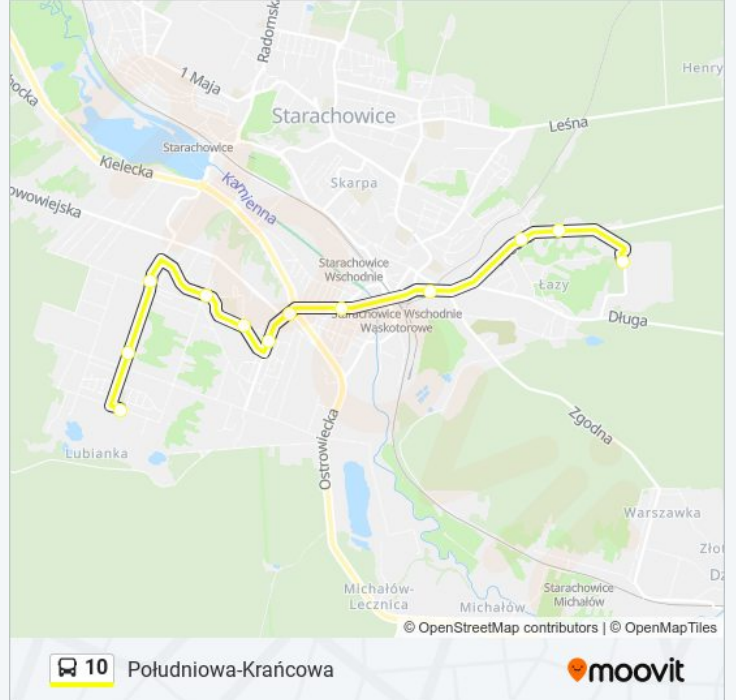 Radomska
Henry
1 Maja
Starachowice
Leśna
ocka
Starachowice
Kielecka
Skarpa
Kamienna
owowiejska
Starachowice
Wschodnie
Łazy
Starachowice Wschodnie
Wąskotorowe
Długa
Zgodna
Ostrowiecka
Lubianka
Warszawka
Złot
Dz
Michałów-
Lecznica
Starachowice
Michałów
Michałów
© OpenStreetMap contributors | © OpenMapTiles
10 Południowa-Krańcowa
moovit